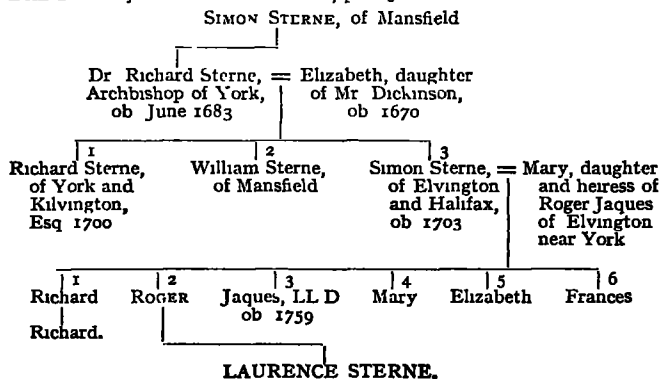 SIMON STERNE, of Mansfield
Dr Richard Sterne, = Elizabeth, daughter
Archbishop of York, of Mr Dickinson,
ob June 1683 ob 1670
1 2 3
Richard Sterne, William Sterne, Simon Sterne, = Mary, daughter
of York and of Mansfield of Elvington and heiress of
Kilvington, and Halifax, Roger Jaques
Esq 1700 ob 1703 of Elvington
near York
1 2 3 4 5 6
Richard ROGER Jaques, LL D Mary Elizabeth Frances
ob 1759
Richard.
LAURENCE STERNE.